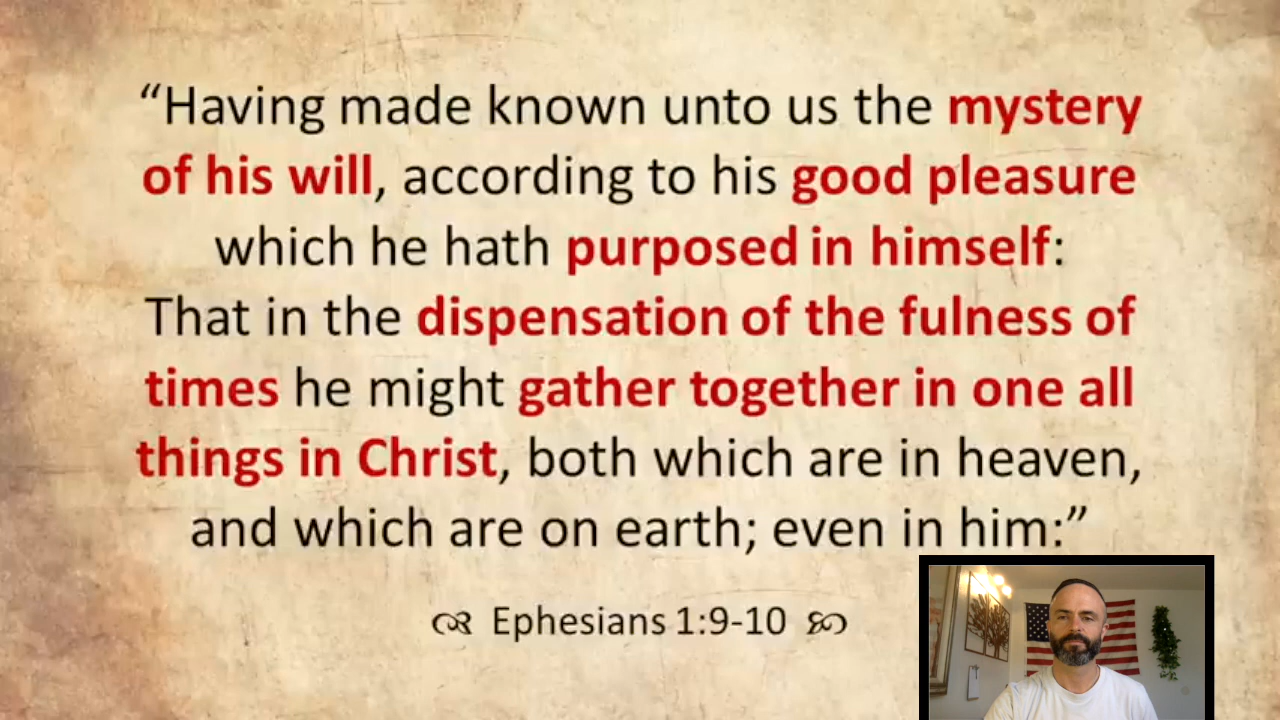 “Having made known unto us the mystery
of his will, according to his good pleasure
which he hath purposed in himself:
That in the dispensation of the fulness of
times he might gather together in one all
things in Christ, both which are in heaven,
and which are on earth; even in him:”
Ephesians 1:9-10